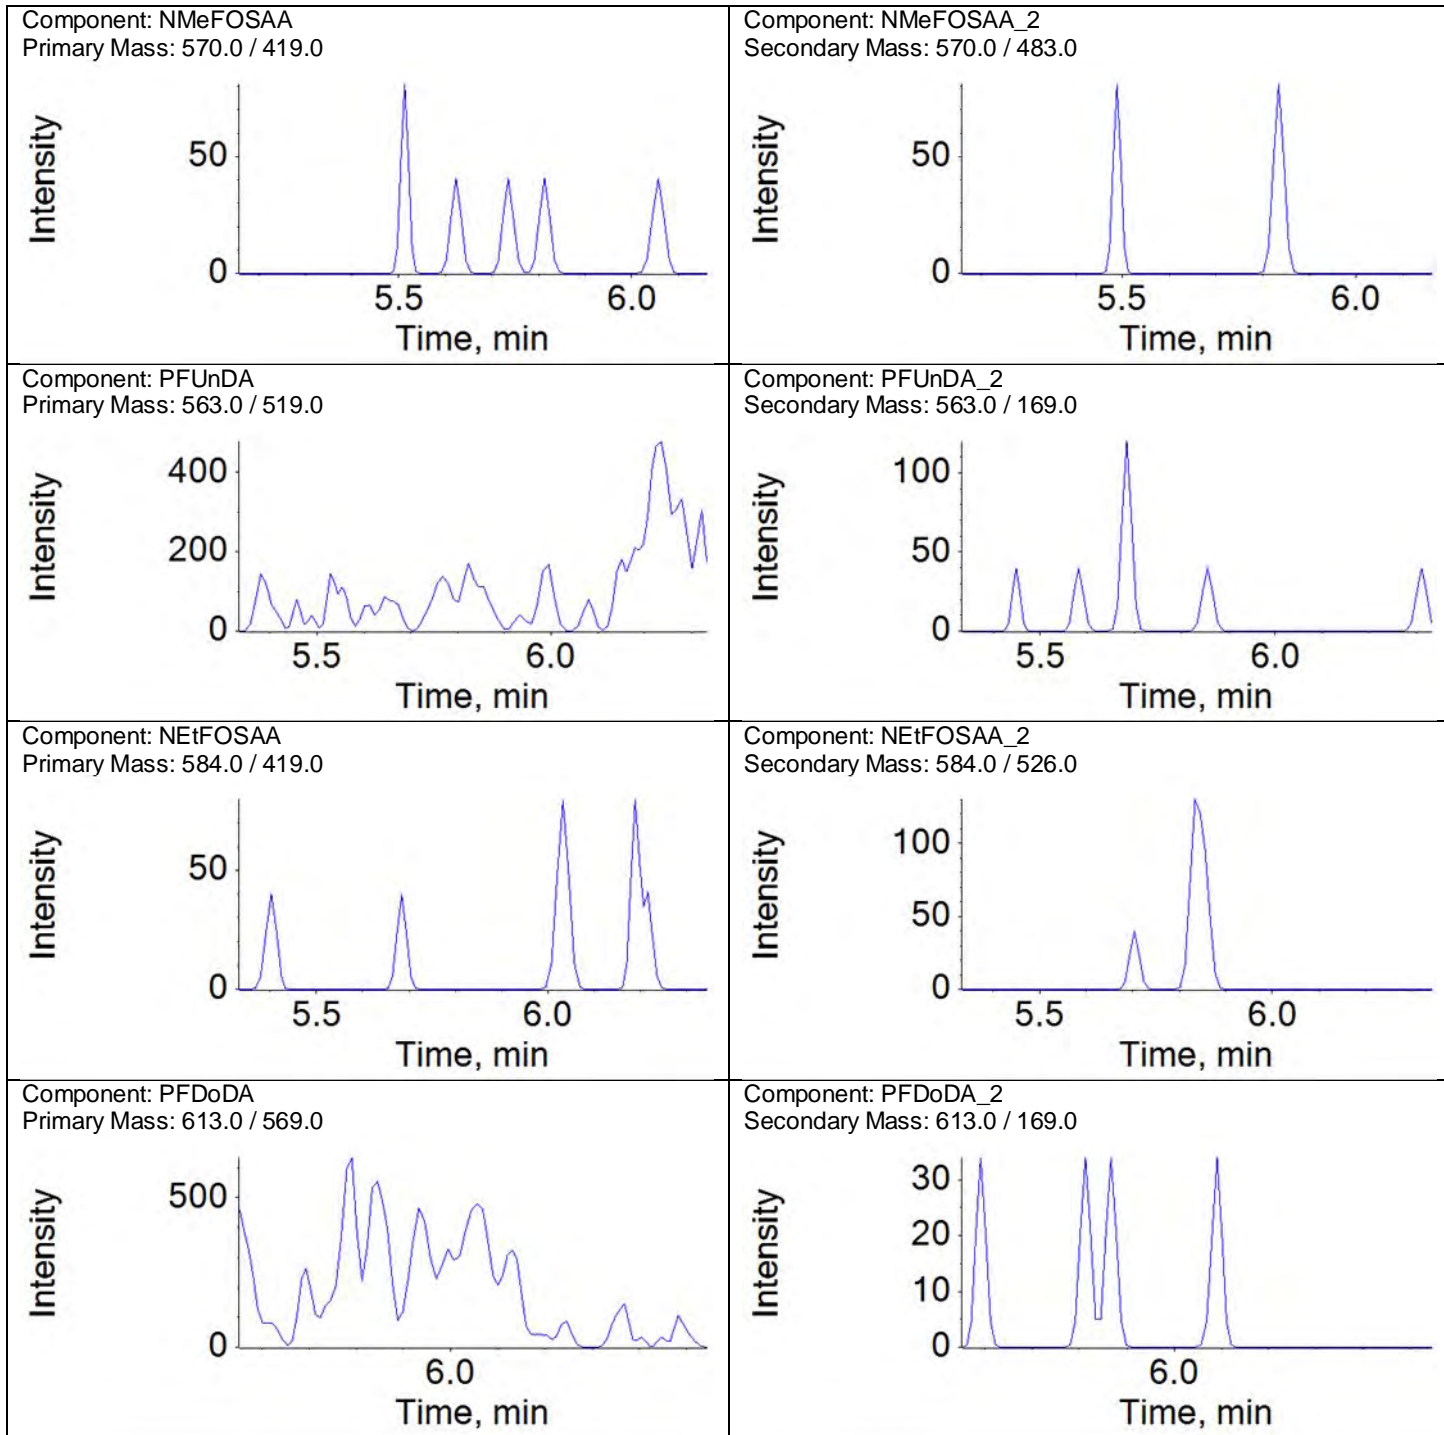 Component: NMeFOSAA
Primary Mass: 570.0 / 419.0
Intensity
50
0
5.5 6.0
Time, min
Component: NMeFOSAA_2
Secondary Mass: 570.0 / 483.0
Intensity
50
0
5.5 6.0
Time, min
Component: PFUnDA
Primary Mass: 563.0 / 519.0
Intensity
400
200
0
5.5 6.0
Time, min
Component: PFUnDA_2
Secondary Mass: 563.0 / 169.0
Intensity
100
50
0
5.5 6.0
Time, min
Component: NEtFOSAA
Primary Mass: 584.0 / 419.0
Intensity
50
0
5.5 6.0
Time, min
Component: NEtFOSAA_2
Secondary Mass: 584.0 / 526.0
Intensity
100
50
0
5.5 6.0
Time, min
Component: PFDoDA
Primary Mass: 613.0 / 569.0
Intensity
500
0
6.0
Time, min
Component: PFDoDA_2
Secondary Mass: 613.0 / 169.0
Intensity
30
20
10
0
6.0
Time, min